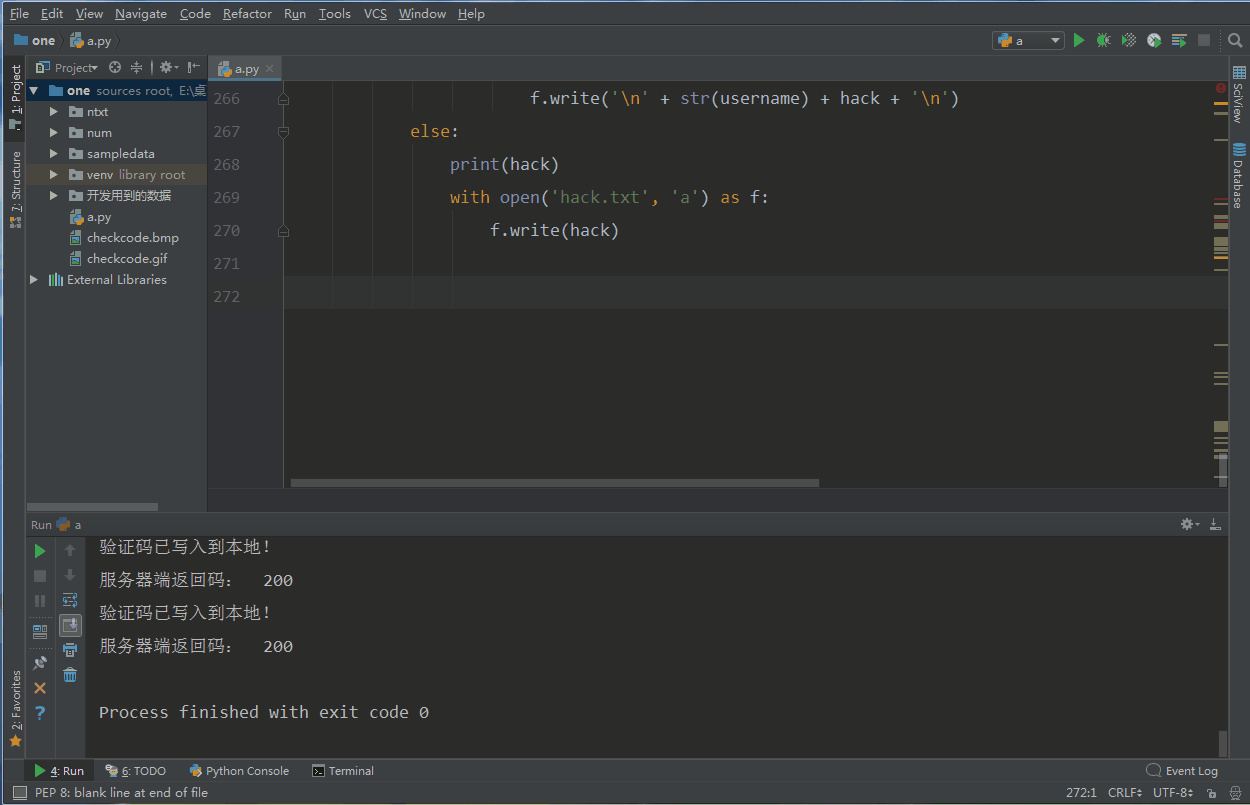 File Edit View Navigate Code Refactor Run Tools VCS Window Help
one a.py a
Project a.py
1: Project
7: Structure
2: Favorites
one sources root, E:\桌
ntxt
num
sampledata
venv library root
开发用到的数据
a.py
checkcode.bmp
checkcode.gif
External Libraries
266 f.write('\n' + str(username) + hack + '\n')
267 else:
268 print(hack)
269 with open('hack.txt', 'a') as f:
270 f.write(hack)
271
272
SciView
Database
Run a
验证码已写入到本地!
服务器端返回码: 200
验证码已写入到本地!
服务器端返回码: 200
Process finished with exit code 0
4: Run 6: TODO Python Console Terminal Event Log
PEP 8: blank line at end of file 272:1 CRLF UTF-8